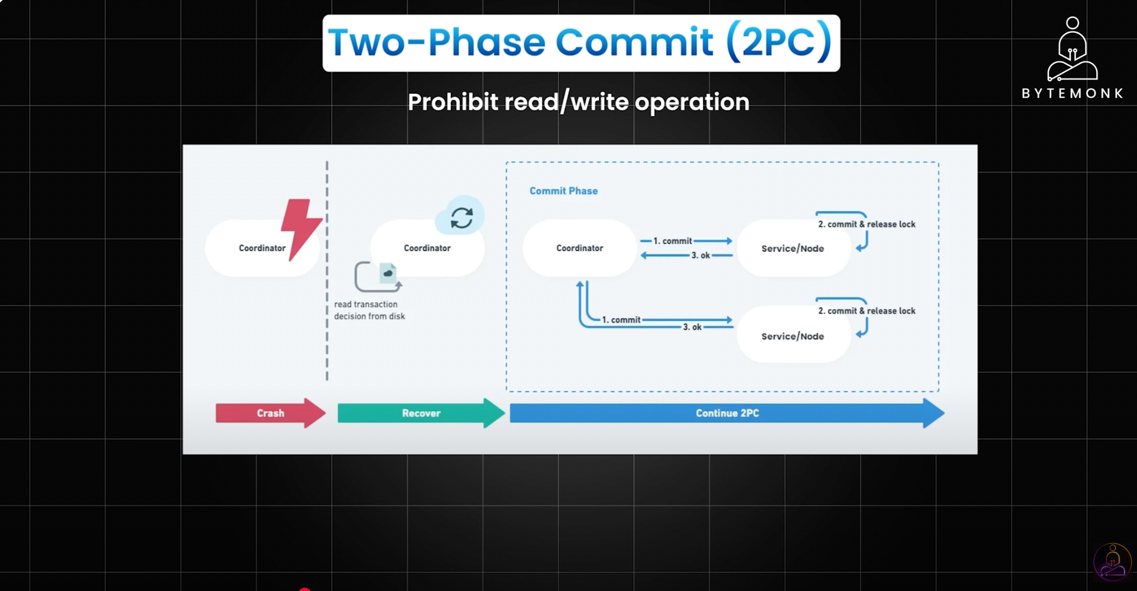 Two-Phase Commit (2PC)
BYTEMONK
Prohibit read/write operation
Commit Phase
Coordinator
Coordinator
read transaction
decision from disk
Coordinator
1. commit
3. ok
Service/Node
2. commit & release lock
1. commit
3. ok
Service/Node
2. commit & release lock
Crash
Recover
Continue 2PC